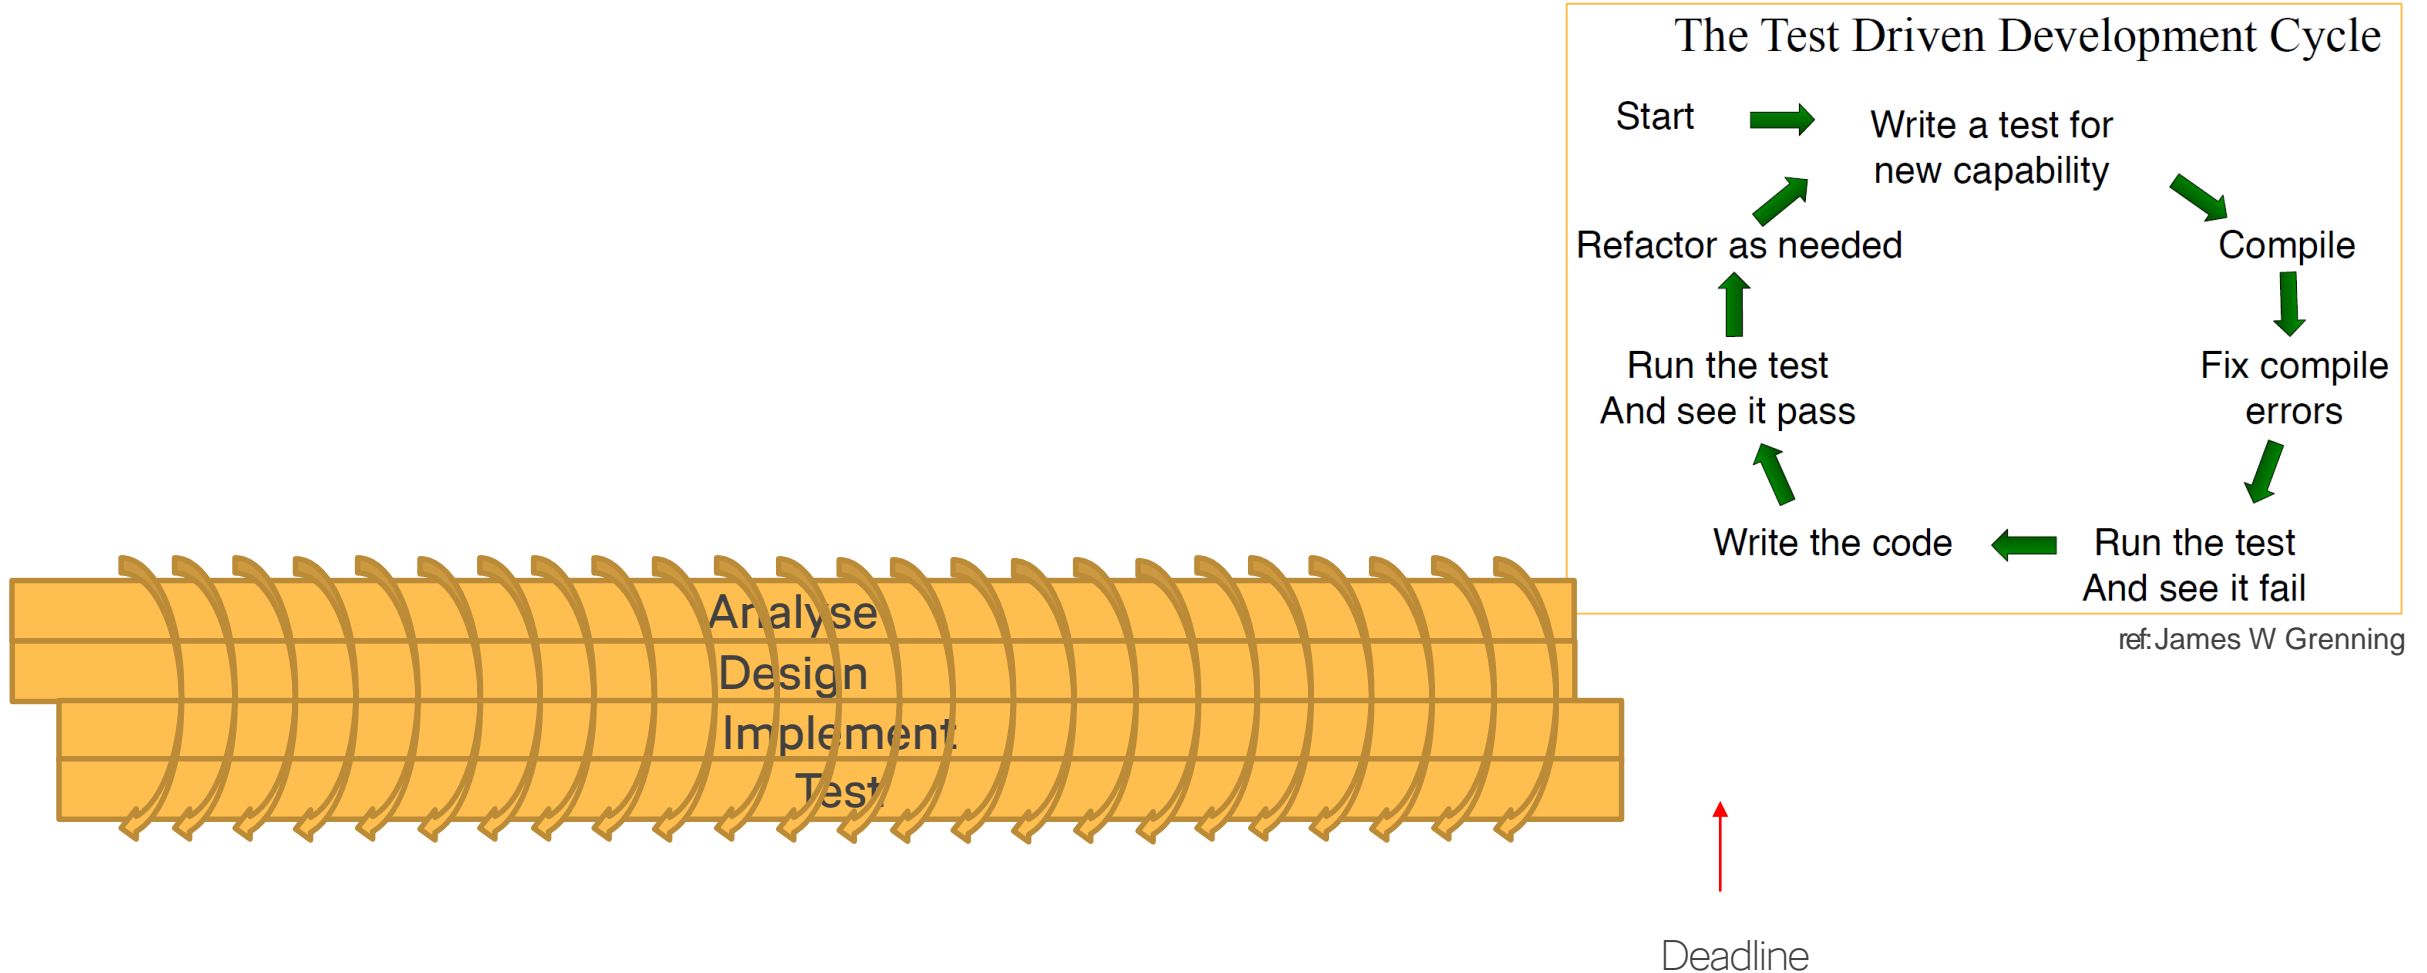 The Test Driven Development Cycle
Start
Write a test for
new capability
Compile
Fix compile
errors
Run the test
And see it fail
Write the code
Run the test
And see it pass
Refactor as needed
ref:James W Grenning
Analyse
Design
Implement
Test
Deadline